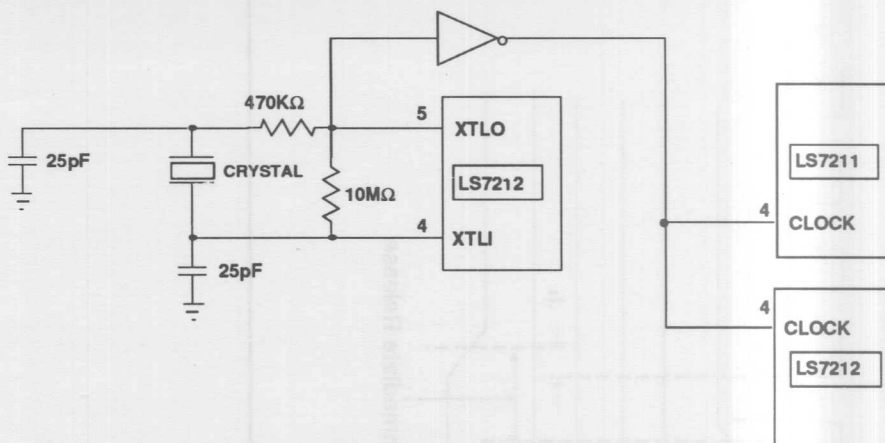 470KΩ
5
XTLO
25pF
CRYSTAL
LS7212
10MΩ
4
XTLI
25pF
LS7211
4
CLOCK
4
CLOCK
LS7212